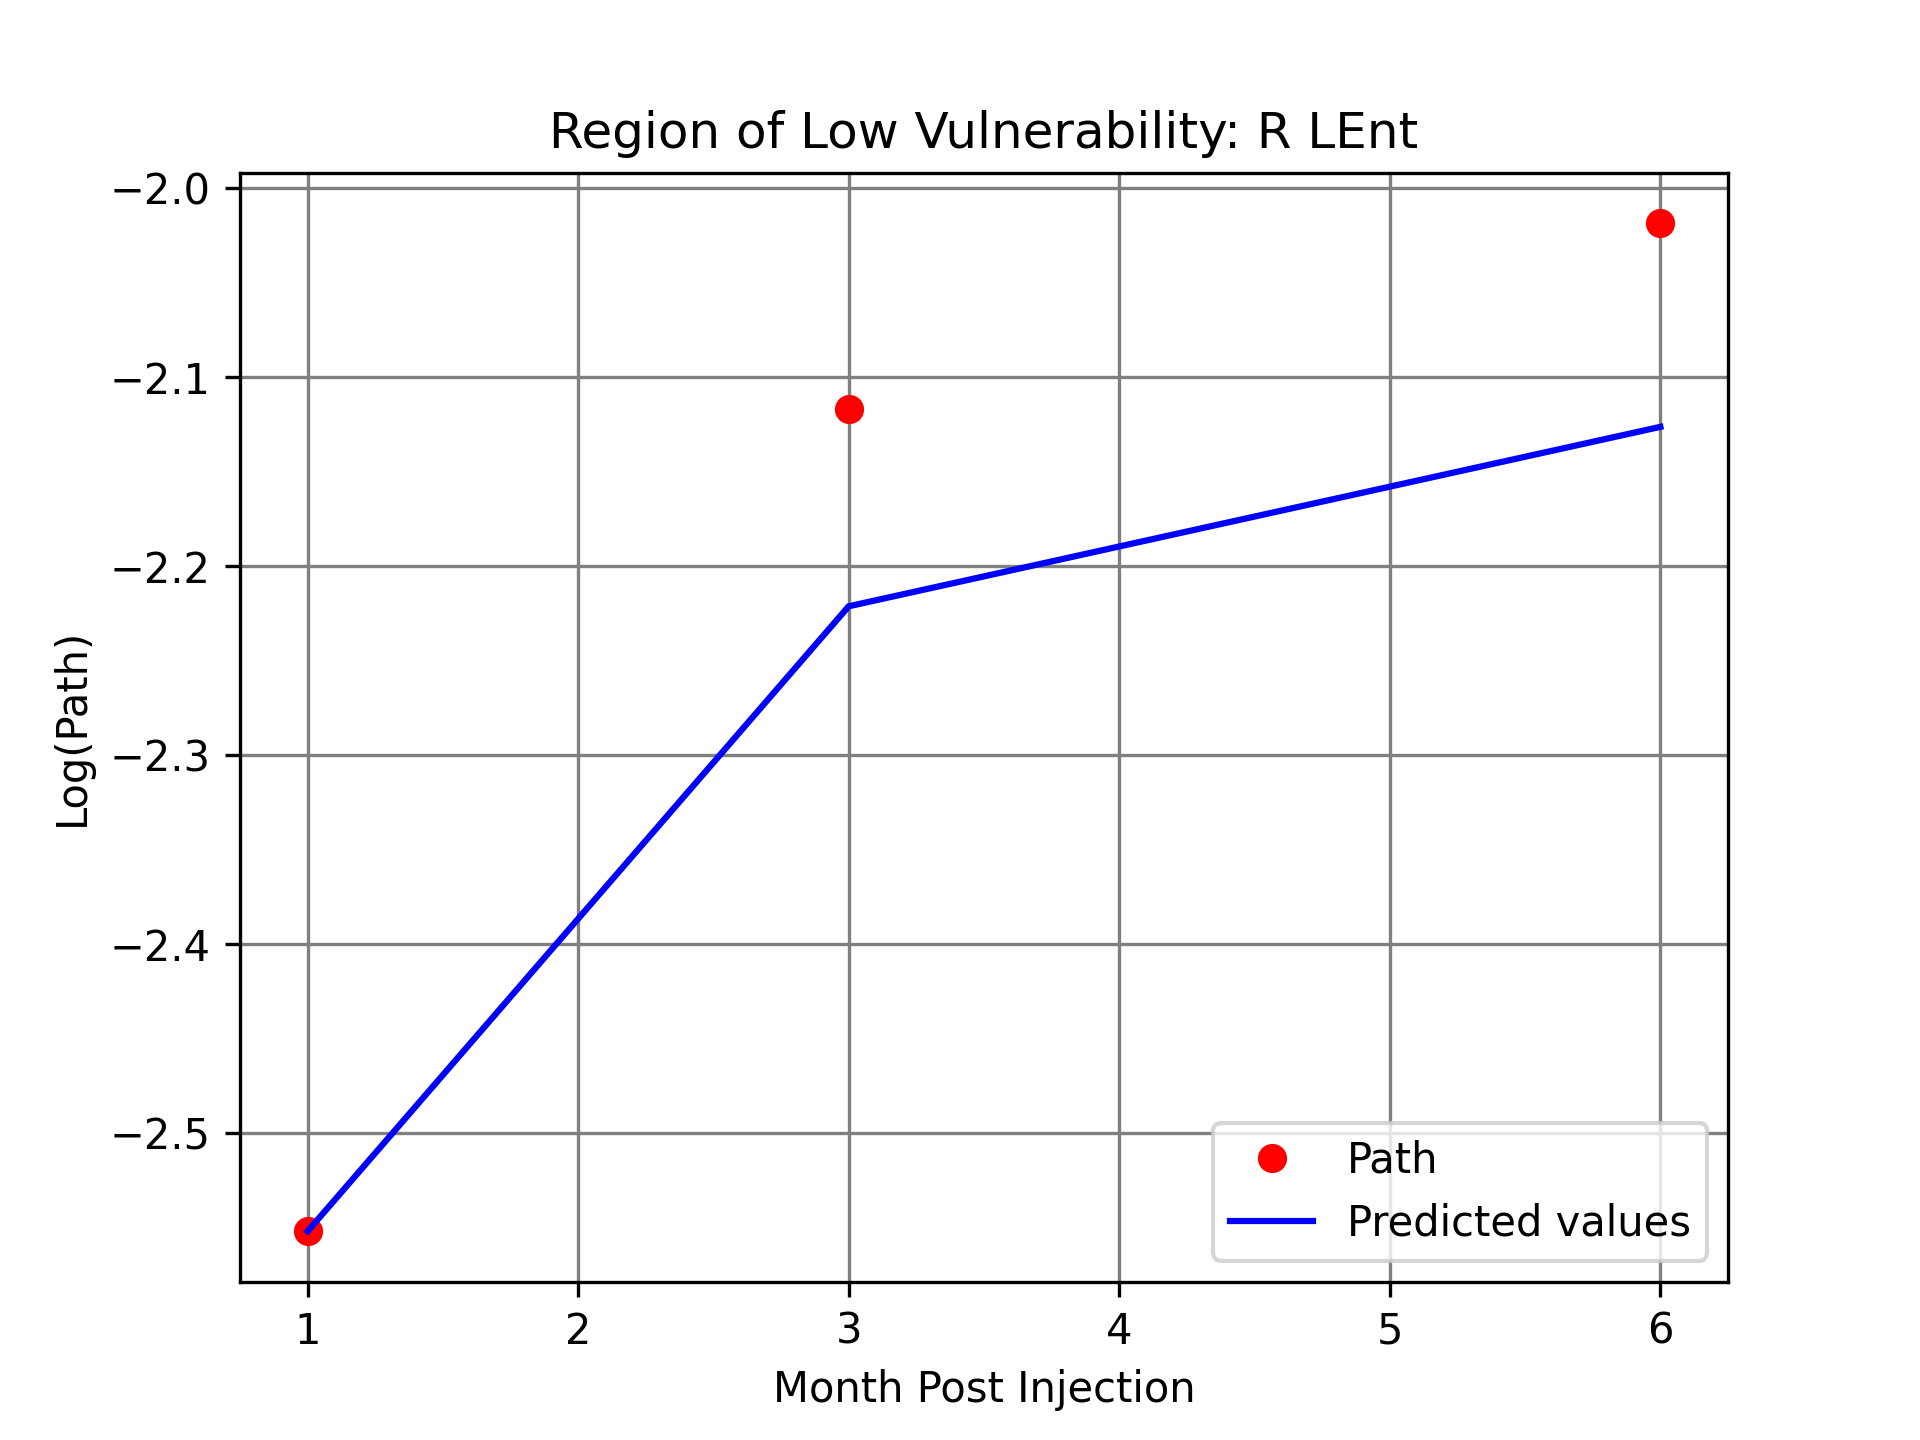 Region of Low Vulnerability: R LEnt
−2.0
−2.1
−2.2
−2.3
−2.4
−2.5
Log(Path)
Path
Predicted values
1 2 3 4 5 6
Month Post Injection